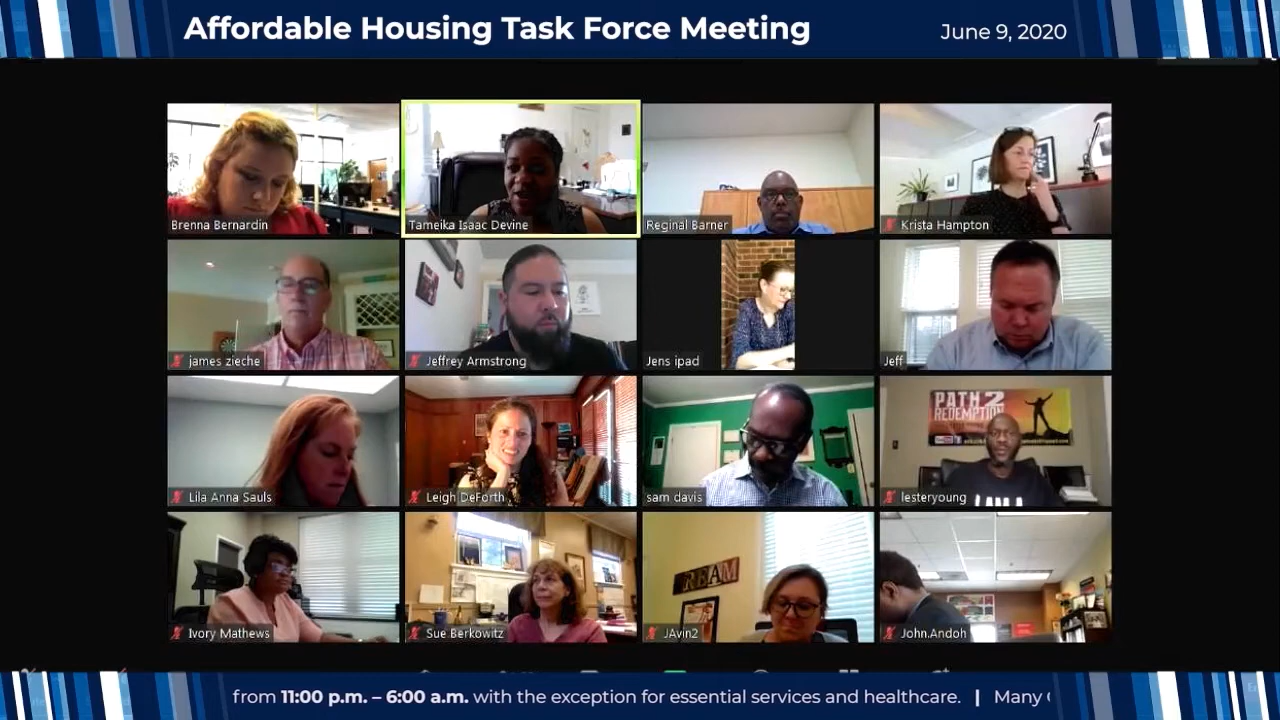 Affordable Housing Task Force Meeting
June 9, 2020
Brenna Bernardin
Tameika Isaac Devine
Reginal Barner
Krista Hampton
james zieche
Jeffrey Armstrong
Jens ipad
Jeff
PATH 2
REDEMPTION
Lila Anna Sauls
Leigh DeForth
sam davis
lesteryoung
I AM A
DREAM
Ivory Mathews
Sue Berkowitz
JAvin2
John.Andoh
from 11:00 p.m. – 6:00 a.m. with the exception for essential services and healthcare. | Many